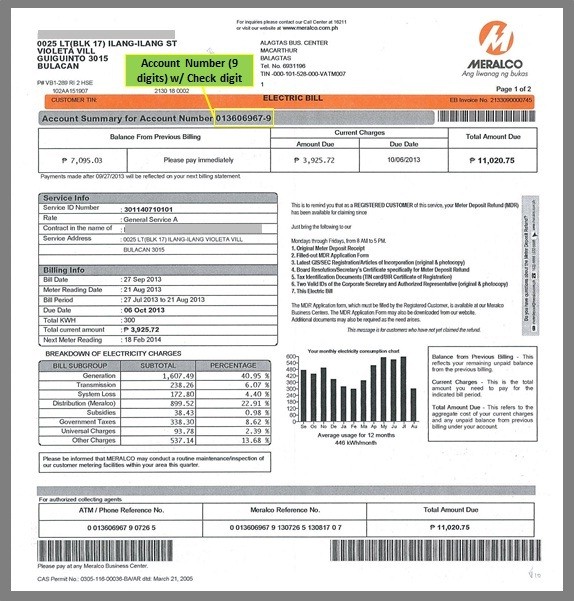 For inquiries please contact our Call Center at 16211
or visit our website at www.meralco.com.ph
0025 LT(BLK 17) ILANG-ILANG ST
VIOLETA VILL
GUIGUINTO 3015
BULACAN
ALAGTAS BUS. CENTER
MACARTHUR
BALAGTAS
Tel. No. 6931196
TIN -000-101-528-000-VATM007
1
MERALCO
Ang liwanag ng bukas
Account Number (9
digits) w/ Check digit
P# VB1-289 RI 2 HSE
102AA151907 2130 18 0002
Page 1 of 2
CUSTOMER TIN: ELECTRIC BILL EB Invoice No. 2133080000745
Account Summary for Account Number 013606967-9
Balance From Previous Billing Current Charges Total Amount Due
Amount Due Due Date
₱ 7,095.03 Please pay immediately ₱ 3,925.72 10/06/2013 ₱ 11,020.75
Payments made after 09/27/2013 will be reflected on your next billing statement.
Service Info
Service ID Number : 301140710101
Rate : General Service A
Contract in the name of :
Service Address : 0025 LT(BLK 17) ILANG-ILANG VIOLETA VILL
BULACAN 3015
Billing Info
Bill Date : 27 Sep 2013
Meter Reading Date : 21 Aug 2013
Bill Period : 27 Jul 2013 to 21 Aug 2013
Due Date : 06 Oct 2013
Total KWH : 300
Total current amount : ₱ 3,925.72
Next Meter Reading : 18 Feb 2014
This is to remind you that as a REGISTERED CUSTOMER of this service, your Meter Deposit Refund (MDR)
has been available for claiming since
Just bring the following to our
Mondays through Fridays, from 8 AM to 5 PM.
1. Original Meter Deposit Receipt
2. Filled-out MDR Application Form
3. Latest GIS/SEC Registration/Articles of Incorporation (original & photocopy)
4. Board Resolution/Secretary's Certificate specifically for Meter Deposit Refund
5. Tax Identification Documents (TIN card/BIR Certificate of Registration)
6. Two Valid IDs of the Corporate Secretary and Authorized Representative (original & photocopy)
7. This Electric Bill
The MDR Application form, which must be filled by the Registered Customer, is available at our Meralco
Business Centers. The MDR Application Form may also be downloaded from our website.
Additional documents may also be required as the need arises.
This message is for customers who have not yet claimed the refund.
BREAKDOWN OF ELECTRICITY CHARGES
BILL SUBGROUP SUBTOTAL PERCENTAGE
Generation 1,607.49 40.95 %
Transmission 238.26 6.07 %
System Loss 172.80 4.40 %
Distribution (Meralco) 899.52 22.91 %
Subsidies 38.43 0.98 %
Government Taxes 338.30 8.62 %
Universal Charges 93.78 2.39 %
Other Charges 537.14 13.68 %
Your monthly electricity consumption chart
600
540
480
420
360
300
240
180
120
60
0
Se Oc No De Ja Fe Ma Ap My Ju Jl Au
Average usage for 12 months
446 kWh/month
Balance from Previous Billing - This
reflects your remaining unpaid balance
from the previous billing.
Current Charges - This is the total
amount you need to pay for the
indicated bill period.
Total Amount Due - This refers to the
aggregate cost of your current charges
and any unpaid balance from previous
billing under your account.
Please be informed that MERALCO may conduct a routine maintenance/inspection of
our customer metering facilities within your area this quarter.
For authorized collecting agents.
ATM / Phone Reference No. Meralco Reference No. Total Amount Due
0 013606967 9 0726 5 0 013606967 9 130726 5 130817 0 7 ₱ 11,020.75
Please pay at any Meralco Business Center.
CAS Permit No.: 0305-116-00036-BA/AR dtd. March 21, 2005